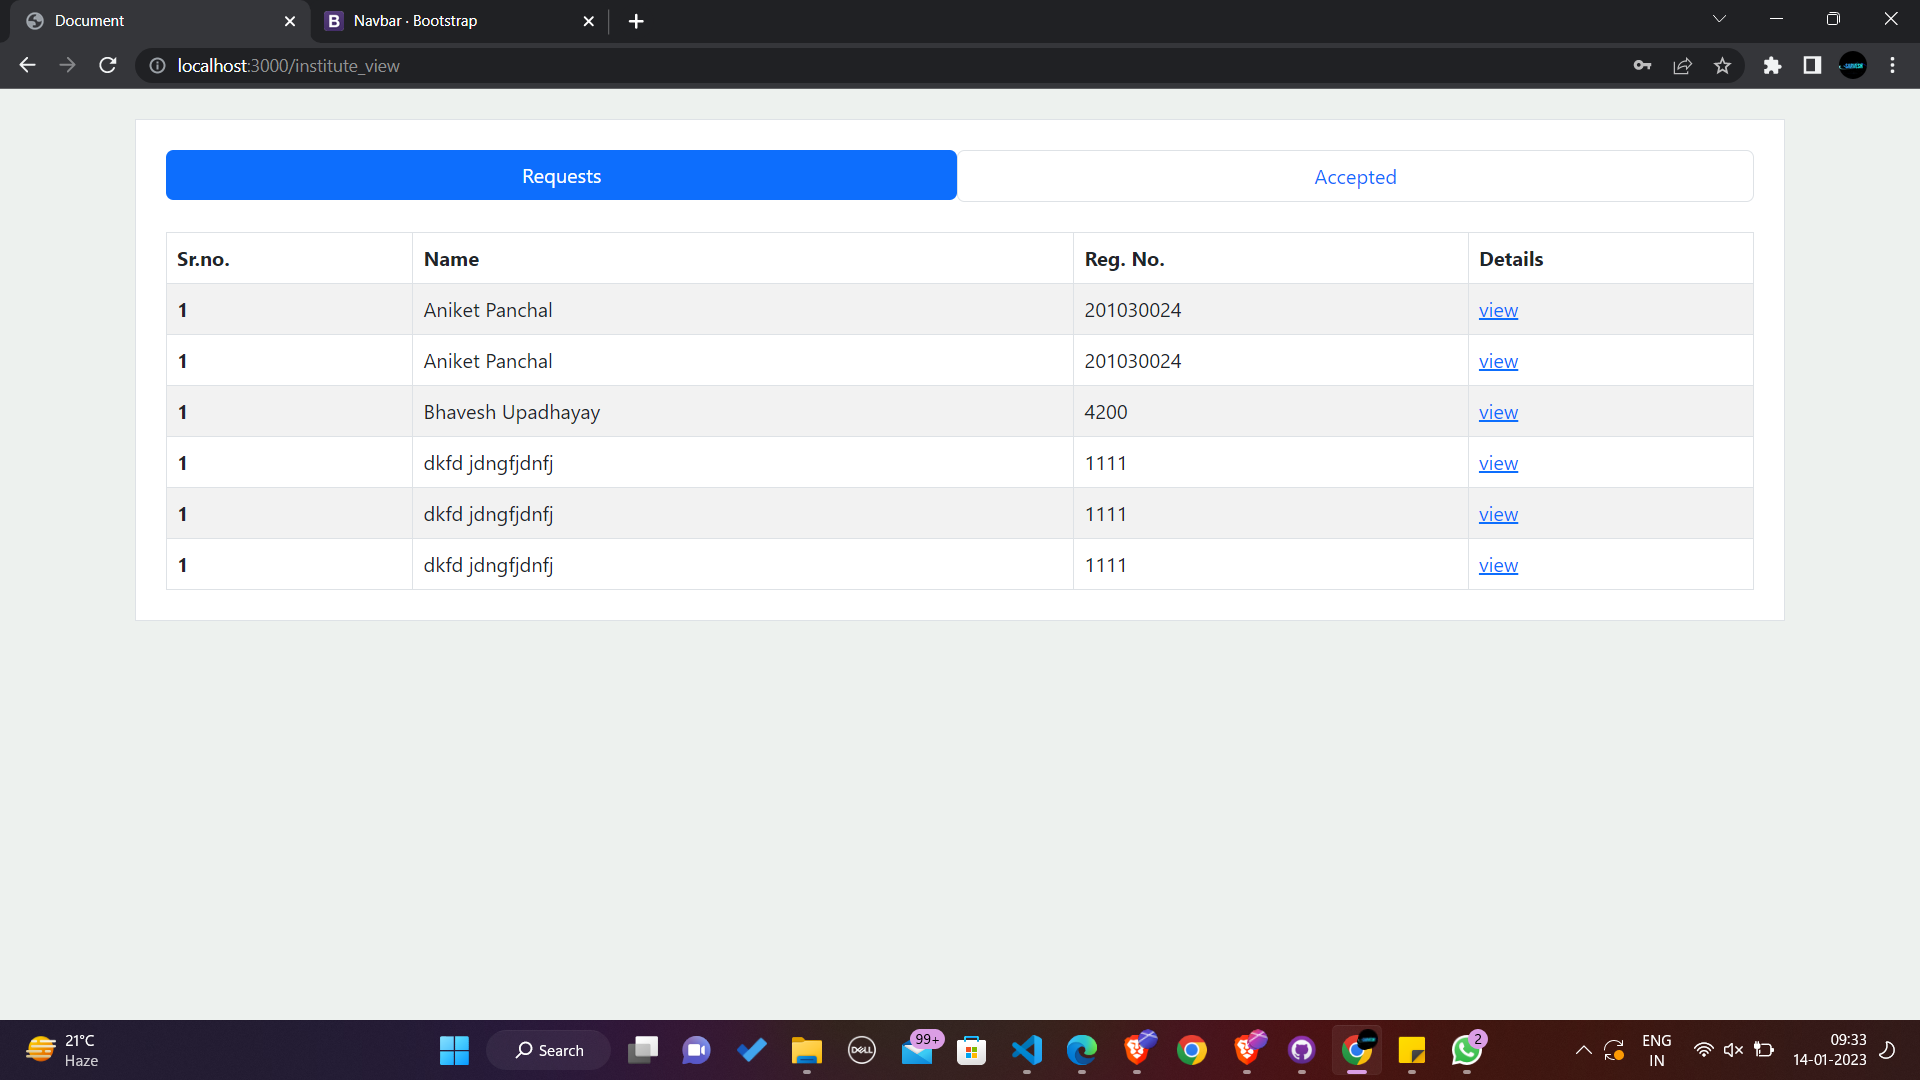 Document
B Navbar · Bootstrap
localhost:3000/institute_view
Requests
Accepted
Sr.no. Name Reg. No. Details
1 Aniket Panchal 201030024 view
1 Aniket Panchal 201030024 view
1 Bhavesh Upadhayay 4200 view
1 dkfd jdngfjdnfj 1111 view
1 dkfd jdngfjdnfj 1111 view
1 dkfd jdngfjdnfj 1111 view
21°C
Haze
Search
DELL
99+
2
ENG
IN
09:33
14-01-2023